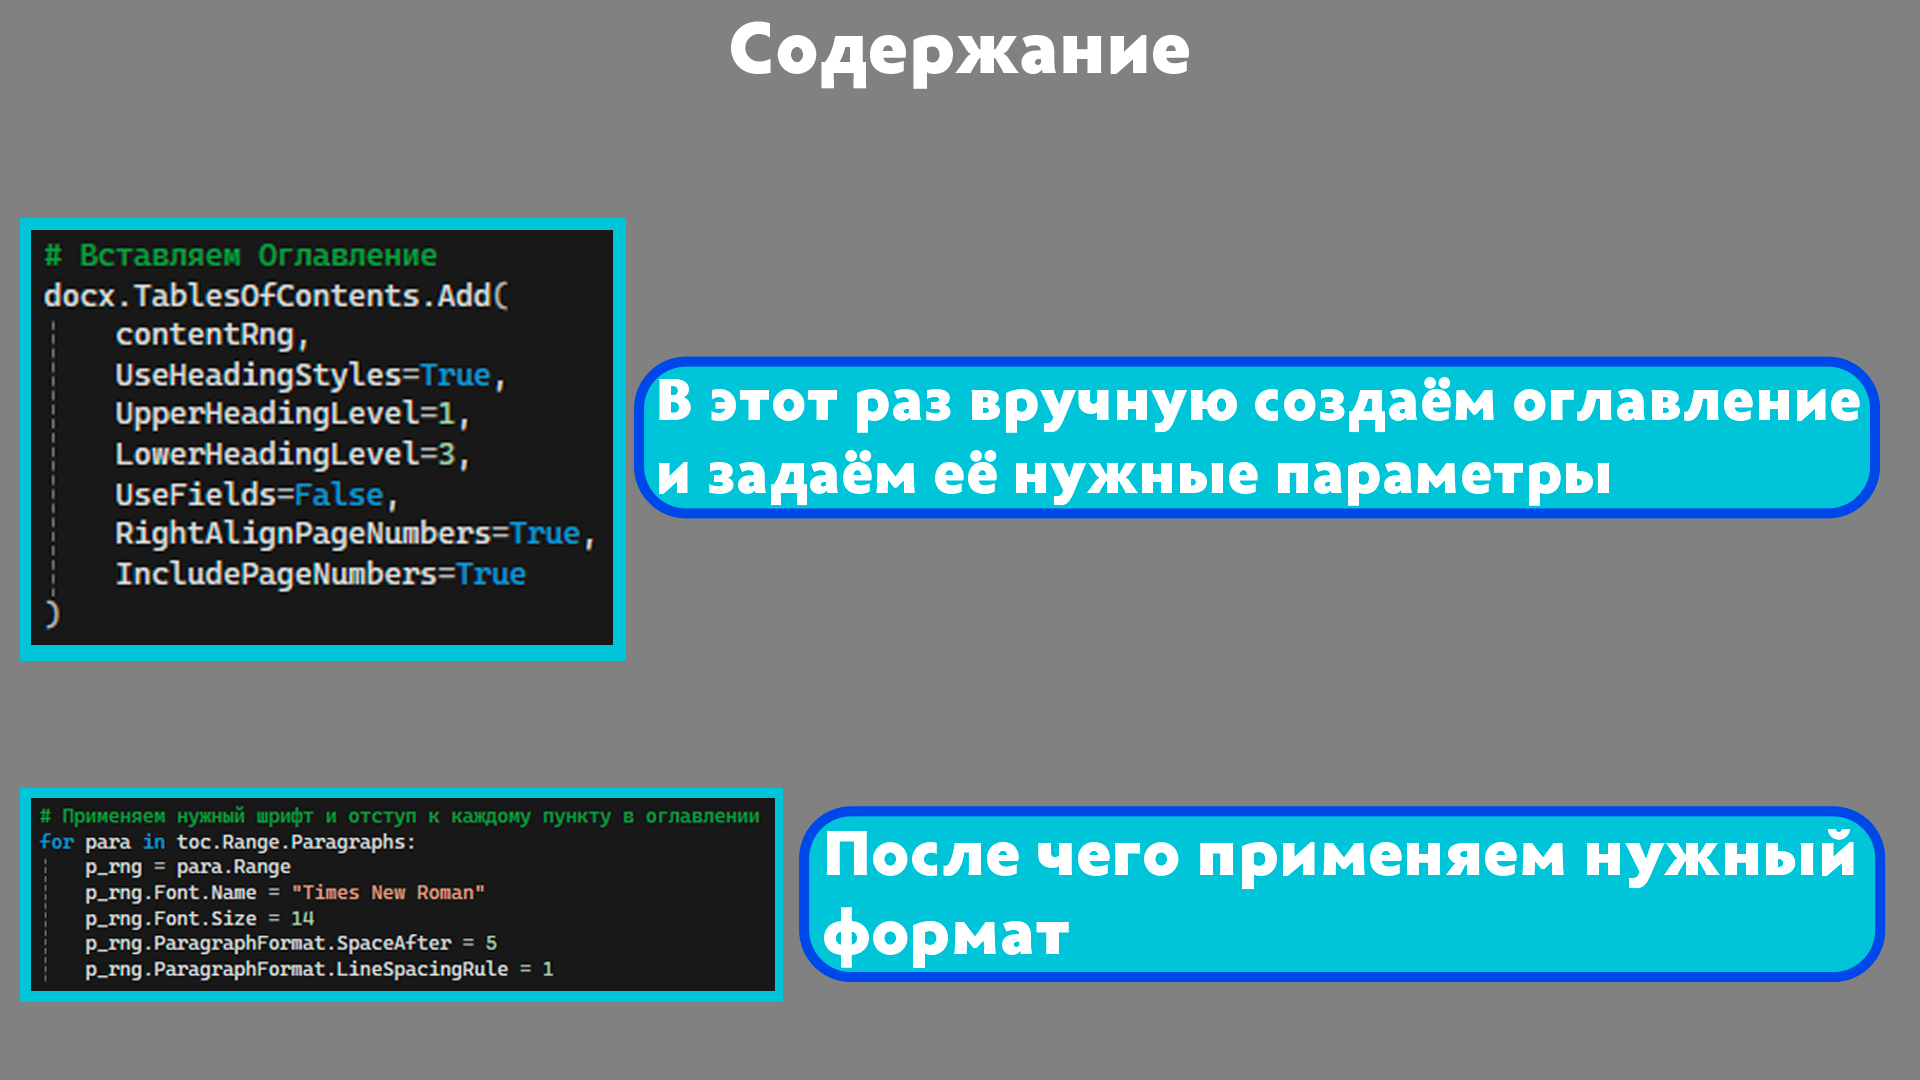 Содержание
# Вставляем Оглавление
docx.TablesOfContents.Add(
    contentRng,
    UseHeadingStyles=True,
    UpperHeadingLevel=1,
    LowerHeadingLevel=3,
    UseFields=False,
    RightAlignPageNumbers=True,
    IncludePageNumbers=True
)
В этот раз вручную создаём оглавление
и задаём её нужные параметры
# Применяем нужный шрифт и отступ к каждому пункту в оглавлении
for para in toc.Range.Paragraphs:
    p_rng = para.Range
    p_rng.Font.Name = "Times New Roman"
    p_rng.Font.Size = 14
    p_rng.ParagraphFormat.SpaceAfter = 5
    p_rng.ParagraphFormat.LineSpacingRule = 1
После чего применяем нужный
формат